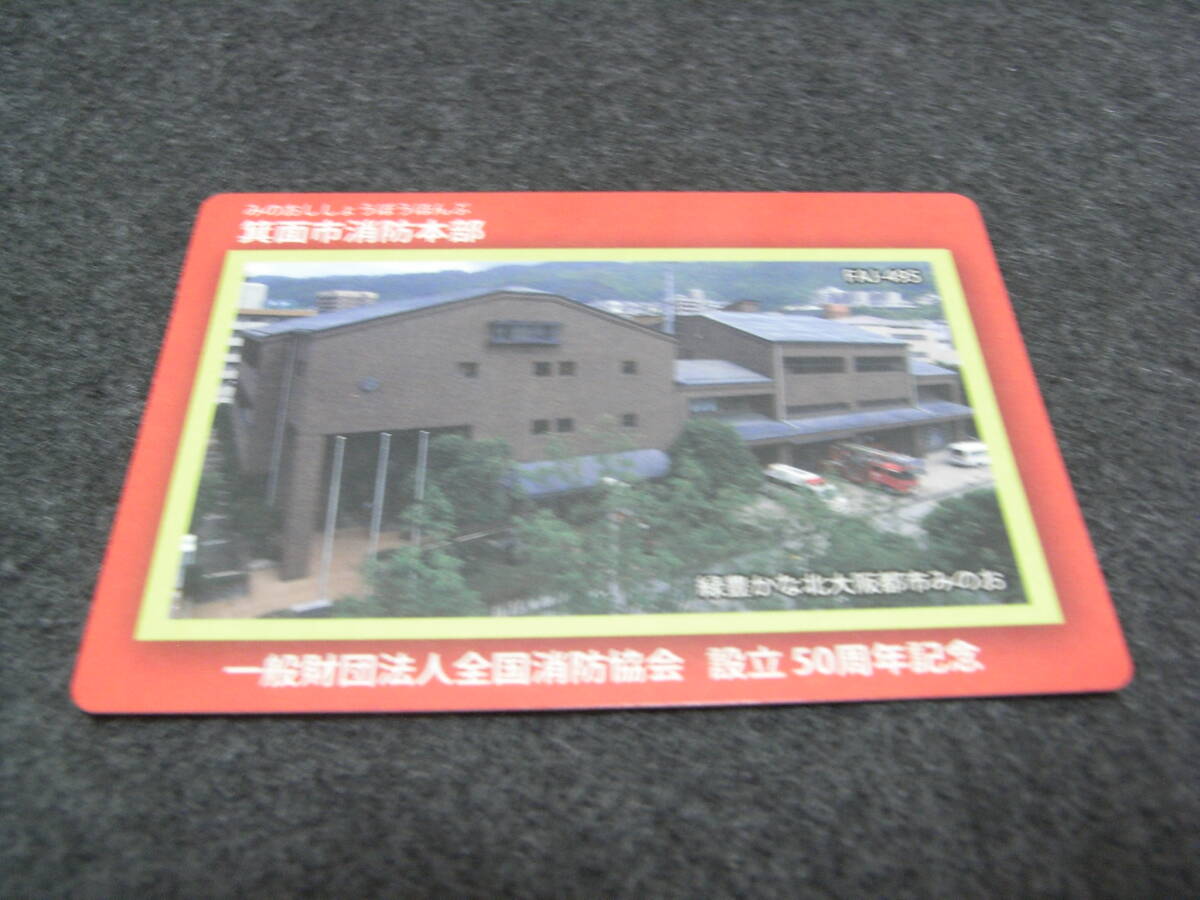 みのおししょうぼうほんぶ
箕面市消防本部
FAJ-495
緑豊かな北大阪都市みのお
一般財団法人全国消防協会 設立50周年記念